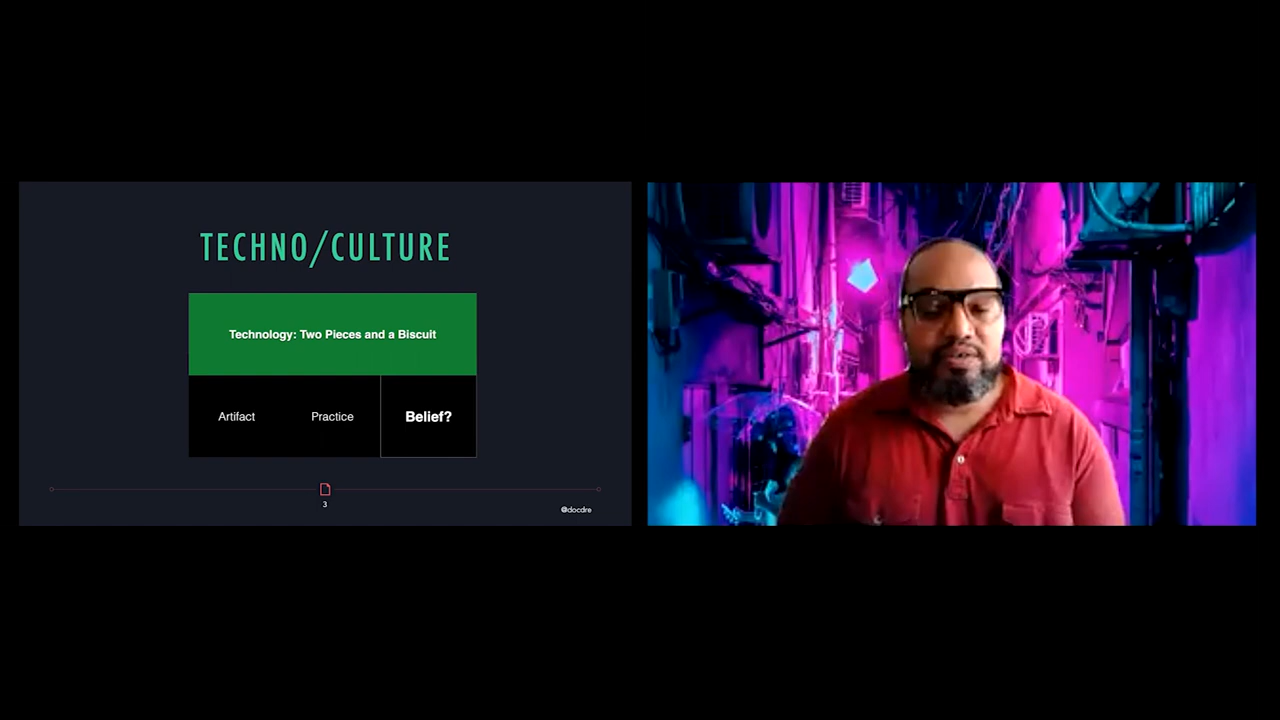 TECHNO/CULTURE
Technology: Two Pieces and a Biscuit
Artifact Practice Belief?
3
@docdre